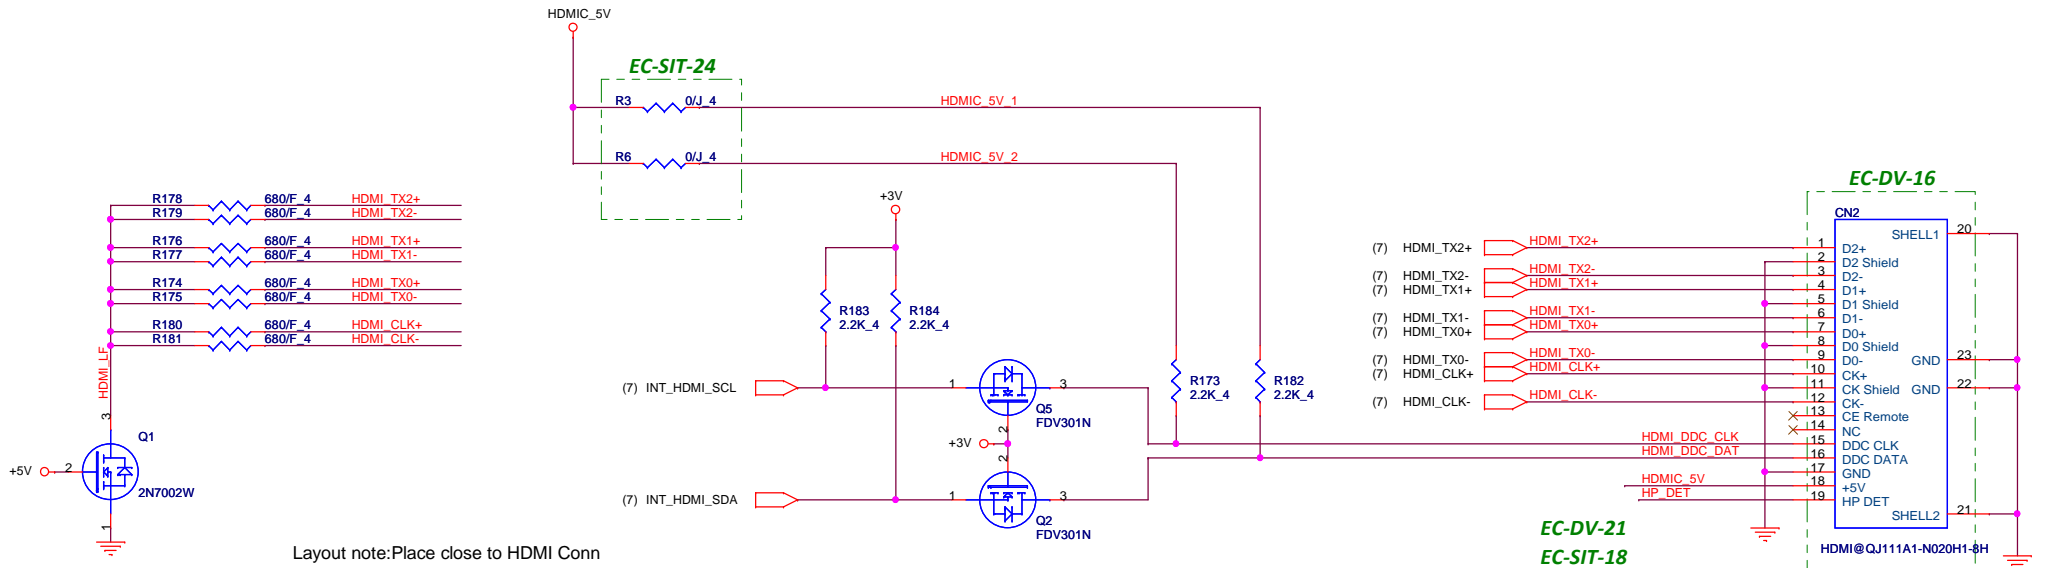 HDMIC_5V
EC-SIT-24
R3 0/J_4 HDMIC_5V_1
R6 0/J_4 HDMIC_5V_2
R178 680/F_4 HDMI_TX2+
R179 680/F_4 HDMI_TX2-
R176 680/F_4 HDMI_TX1+
R177 680/F_4 HDMI_TX1-
R174 680/F_4 HDMI_TX0+
R175 680/F_4 HDMI_TX0-
R180 680/F_4 HDMI_CLK+
R181 680/F_4 HDMI_CLK-
HDMI_LF
3
Q1
+5V 2
2N7002W
1
Layout note:Place close to HDMI Conn
+3V
R183
2.2K_4
R184
2.2K_4
(7) INT_HDMI_SCL 1 3
Q5
FDV301N
2
+3V
2
(7) INT_HDMI_SDA 1 3
Q2
FDV301N
R173
2.2K_4
R182
2.2K_4
HDMI_DDC_CLK
HDMI_DDC_DAT
HDMIC_5V
HP_DET
EC-DV-21
EC-SIT-18
EC-DV-16
CN2
(7) HDMI_TX2+ HDMI_TX2+ 1 D2+
2 D2 Shield
(7) HDMI_TX2- HDMI_TX2- 3 D2-
(7) HDMI_TX1+ HDMI_TX1+ 4 D1+
5 D1 Shield
(7) HDMI_TX1- HDMI_TX1- 6 D1-
(7) HDMI_TX0+ HDMI_TX0+ 7 D0+
8 D0 Shield
(7) HDMI_TX0- HDMI_TX0- 9 D0-
(7) HDMI_CLK+ HDMI_CLK+ 10 CK+
11 CK Shield
(7) HDMI_CLK- HDMI_CLK- 12 CK-
13 CE Remote
14 NC
15 DDC CLK
16 DDC DATA
17 GND
18 +5V
19 HP DET
SHELL1 20
GND 23
GND 22
SHELL2 21
HDMI@QJ111A1-N020H1-8H